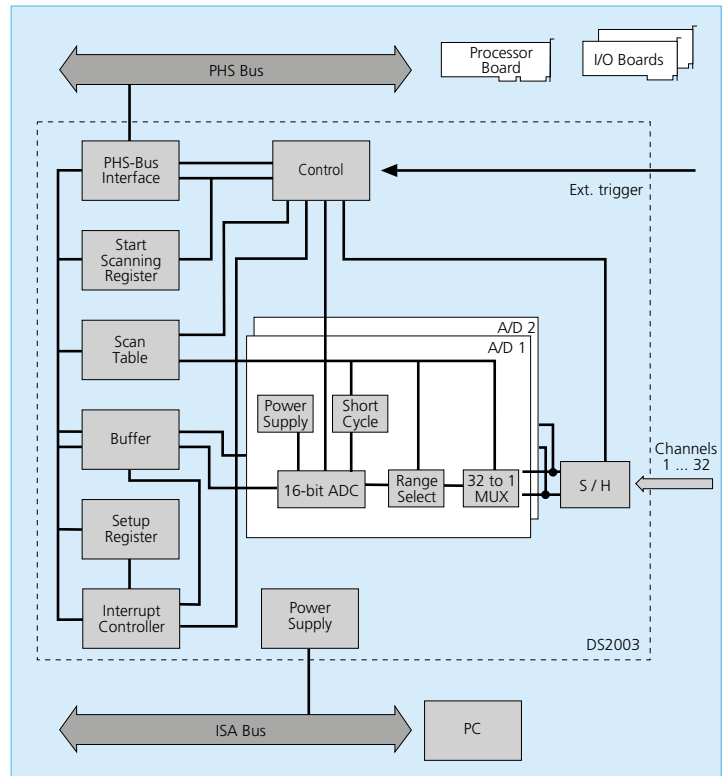 PHS Bus
Processor
Board
I/O Boards
PHS-Bus
Interface
Control
Ext. trigger
Start
Scanning
Register
Scan
Table
A/D 2
A/D 1
Power
Supply
Short
Cycle
Buffer
16-bit ADC
Range
Select
32 to 1
MUX
S / H
Channels
1 ... 32
Setup
Register
Interrupt
Controller
Power
Supply
DS2003
ISA Bus
PC